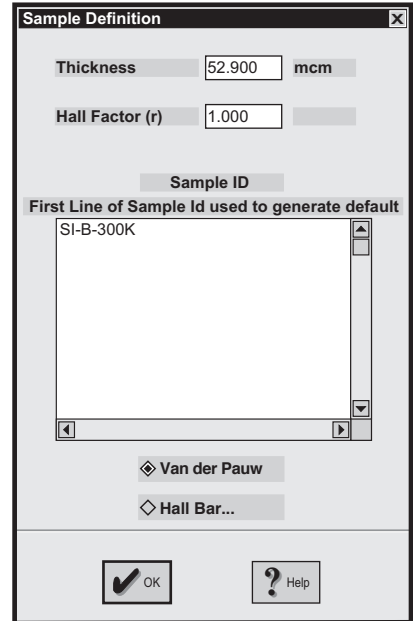 Sample Definition
Thickness 52.900 mcm
Hall Factor (r) 1.000
Sample ID
First Line of Sample Id used to generate default
SI-B-300K
Van der Pauw
Hall Bar...
OK ? Help